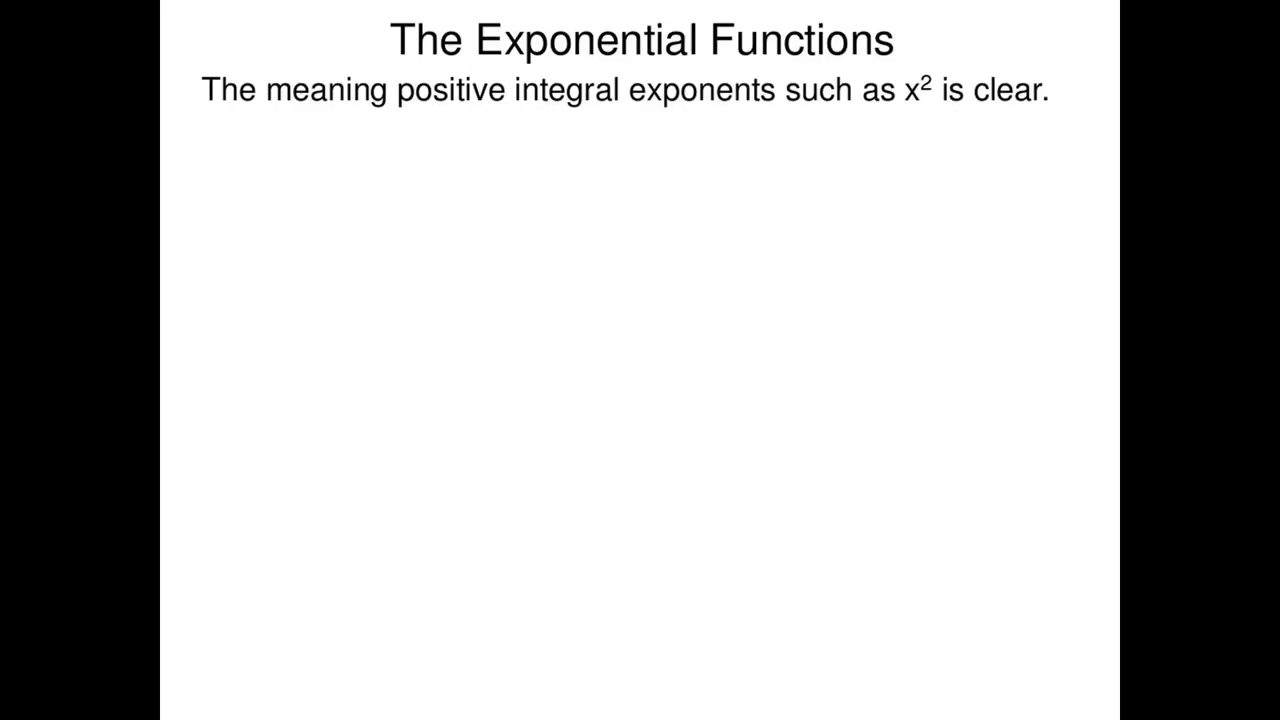 The Exponential Functions
The meaning positive integral exponents such as x² is clear.